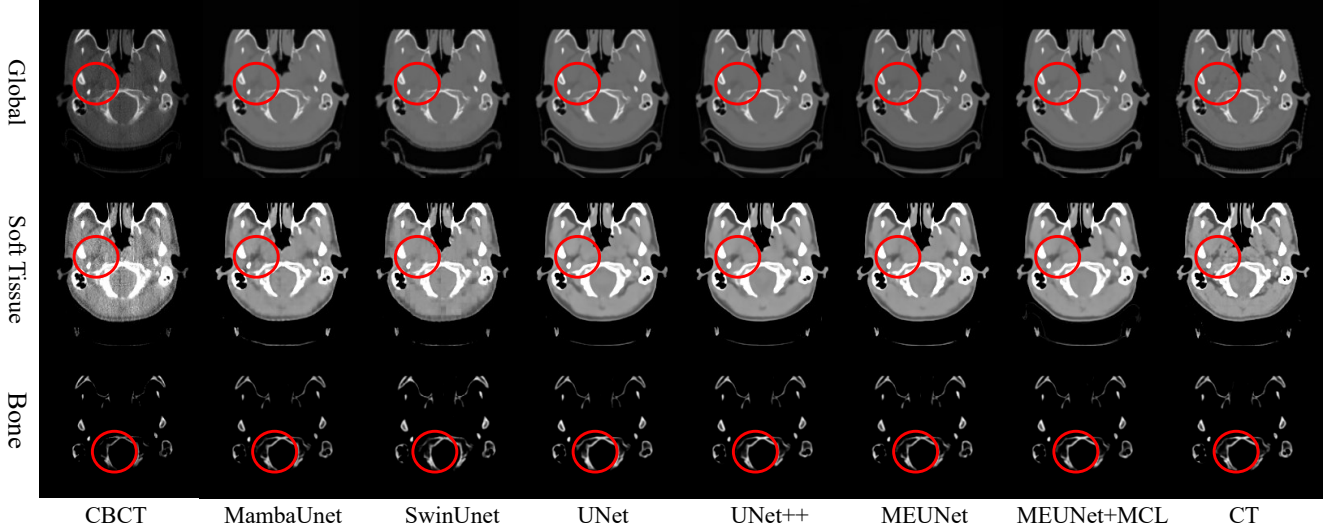 Global
Soft Tissue
Bone
CBCT MambaUnet SwinUnet UNet UNet++ MEUNet MEUNet+MCL CT